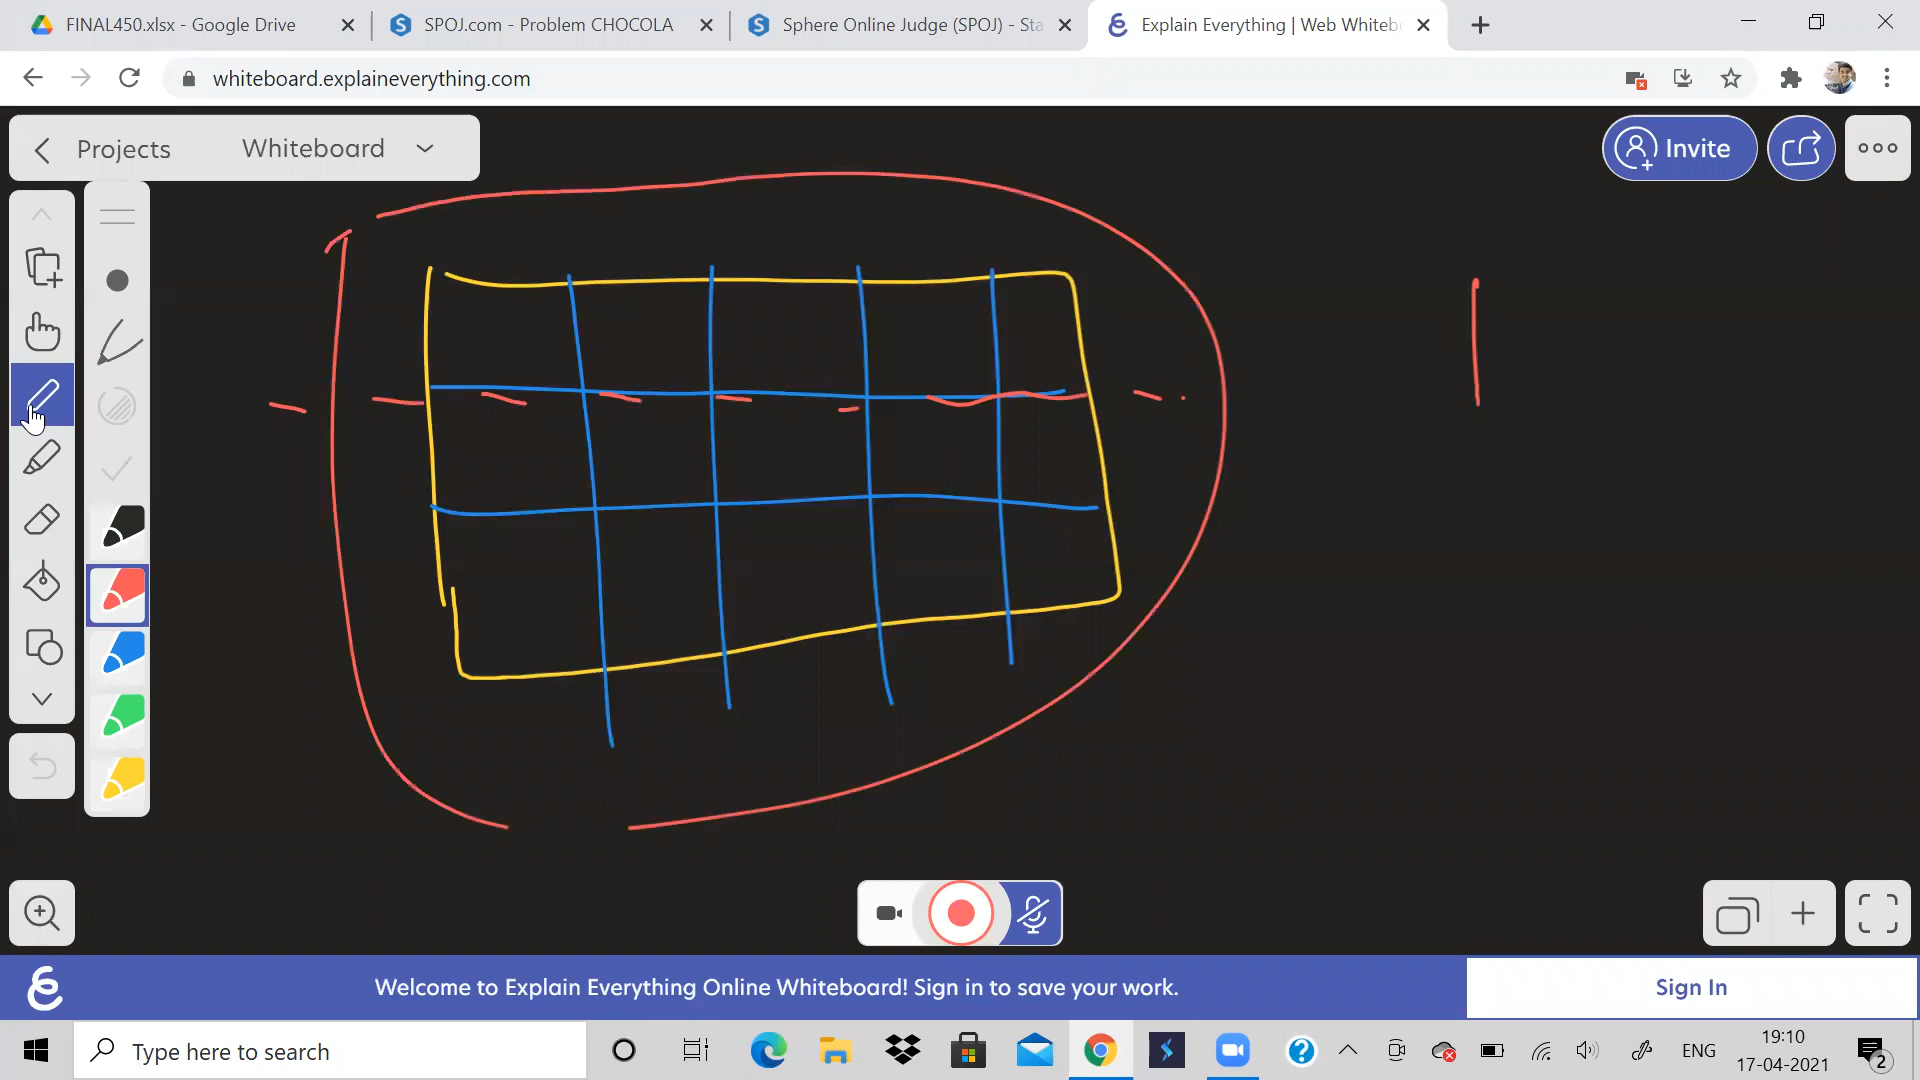 FINAL450.xlsx - Google Drive
SPOJ.com - Problem CHOCOLA
Sphere Online Judge (SPOJ) - Sta
Explain Everything | Web Whiteb
whiteboard.explaineverything.com
Projects
Whiteboard
Invite
Welcome to Explain Everything Online Whiteboard! Sign in to save your work.
Sign In
Type here to search
ENG
19:10
17-04-2021
2